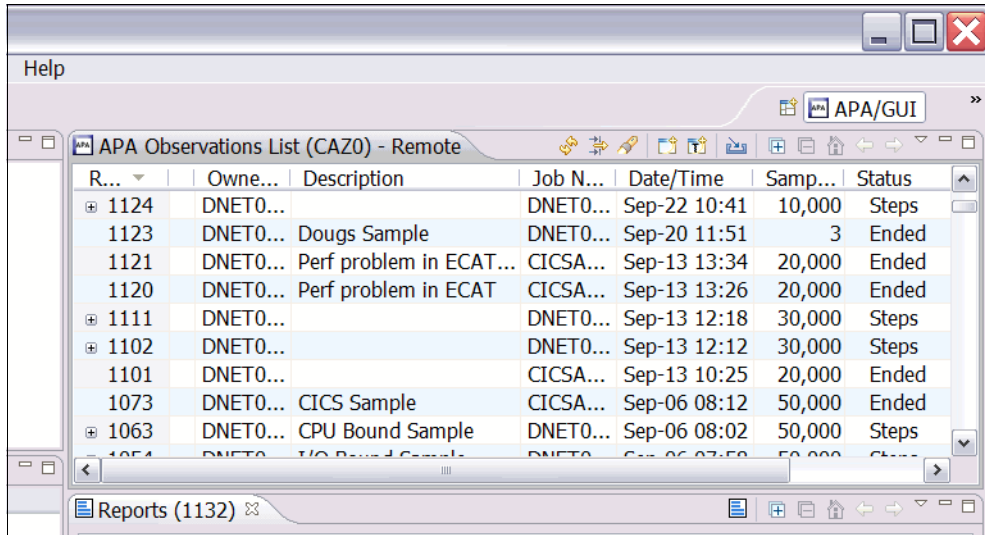 Help
APA APA/GUI »
APA APA Observations List (CAZ0) - Remote
R... Owne... Description Job N... Date/Time Samp... Status
1124 DNET0... DNET0... Sep-22 10:41 10,000 Steps
1123 DNET0... Dougs Sample DNET0... Sep-20 11:51 3 Ended
1121 DNET0... Perf problem in ECAT... CICSA... Sep-13 13:34 20,000 Ended
1120 DNET0... Perf problem in ECAT CICSA... Sep-13 13:26 20,000 Ended
1111 DNET0... DNET0... Sep-13 12:18 30,000 Steps
1102 DNET0... DNET0... Sep-13 12:12 30,000 Steps
1101 DNET0... CICSA... Sep-13 10:25 20,000 Ended
1073 DNET0... CICS Sample CICSA... Sep-06 08:12 50,000 Ended
1063 DNET0... CPU Bound Sample DNET0... Sep-06 08:02 50,000 Steps
Reports (1132)